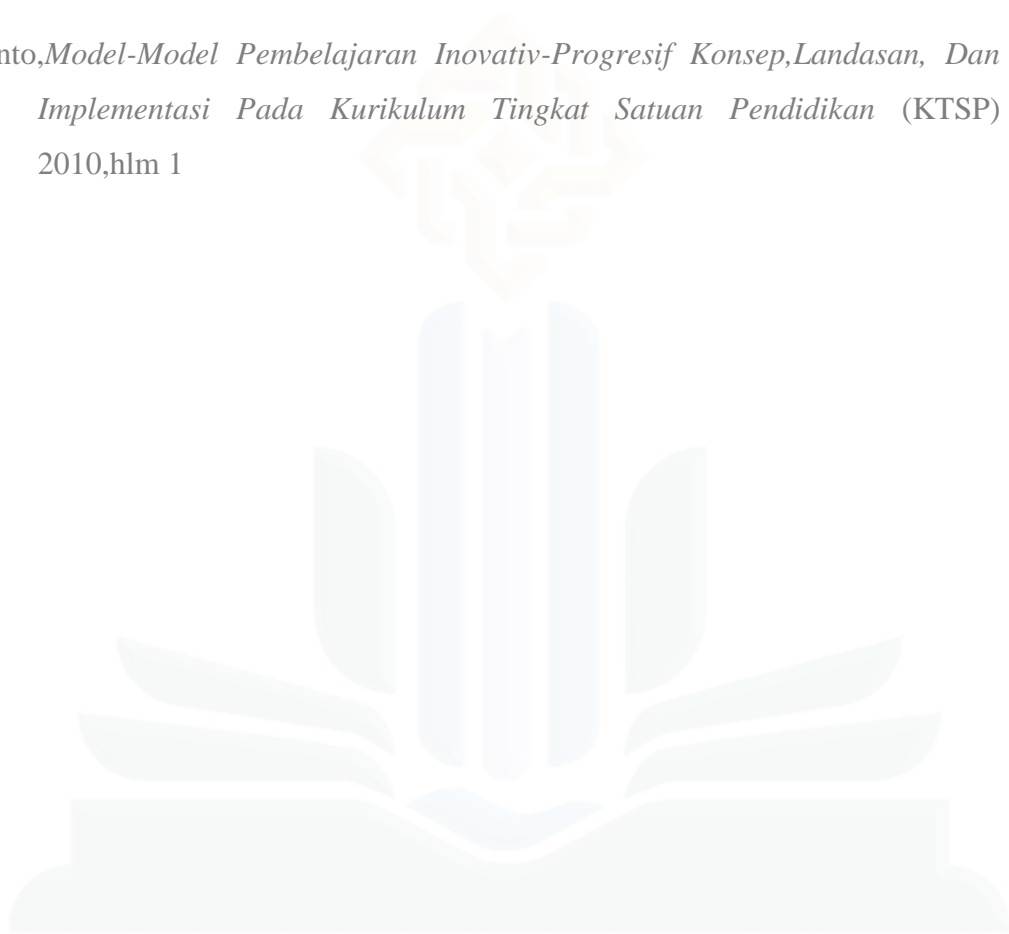 nto,Model-Model Pembelajaran Inovativ-Progresif Konsep,Landasan, Dan
Implementasi Pada Kurikulum Tingkat Satuan Pendidikan (KTSP)
2010,hlm 1